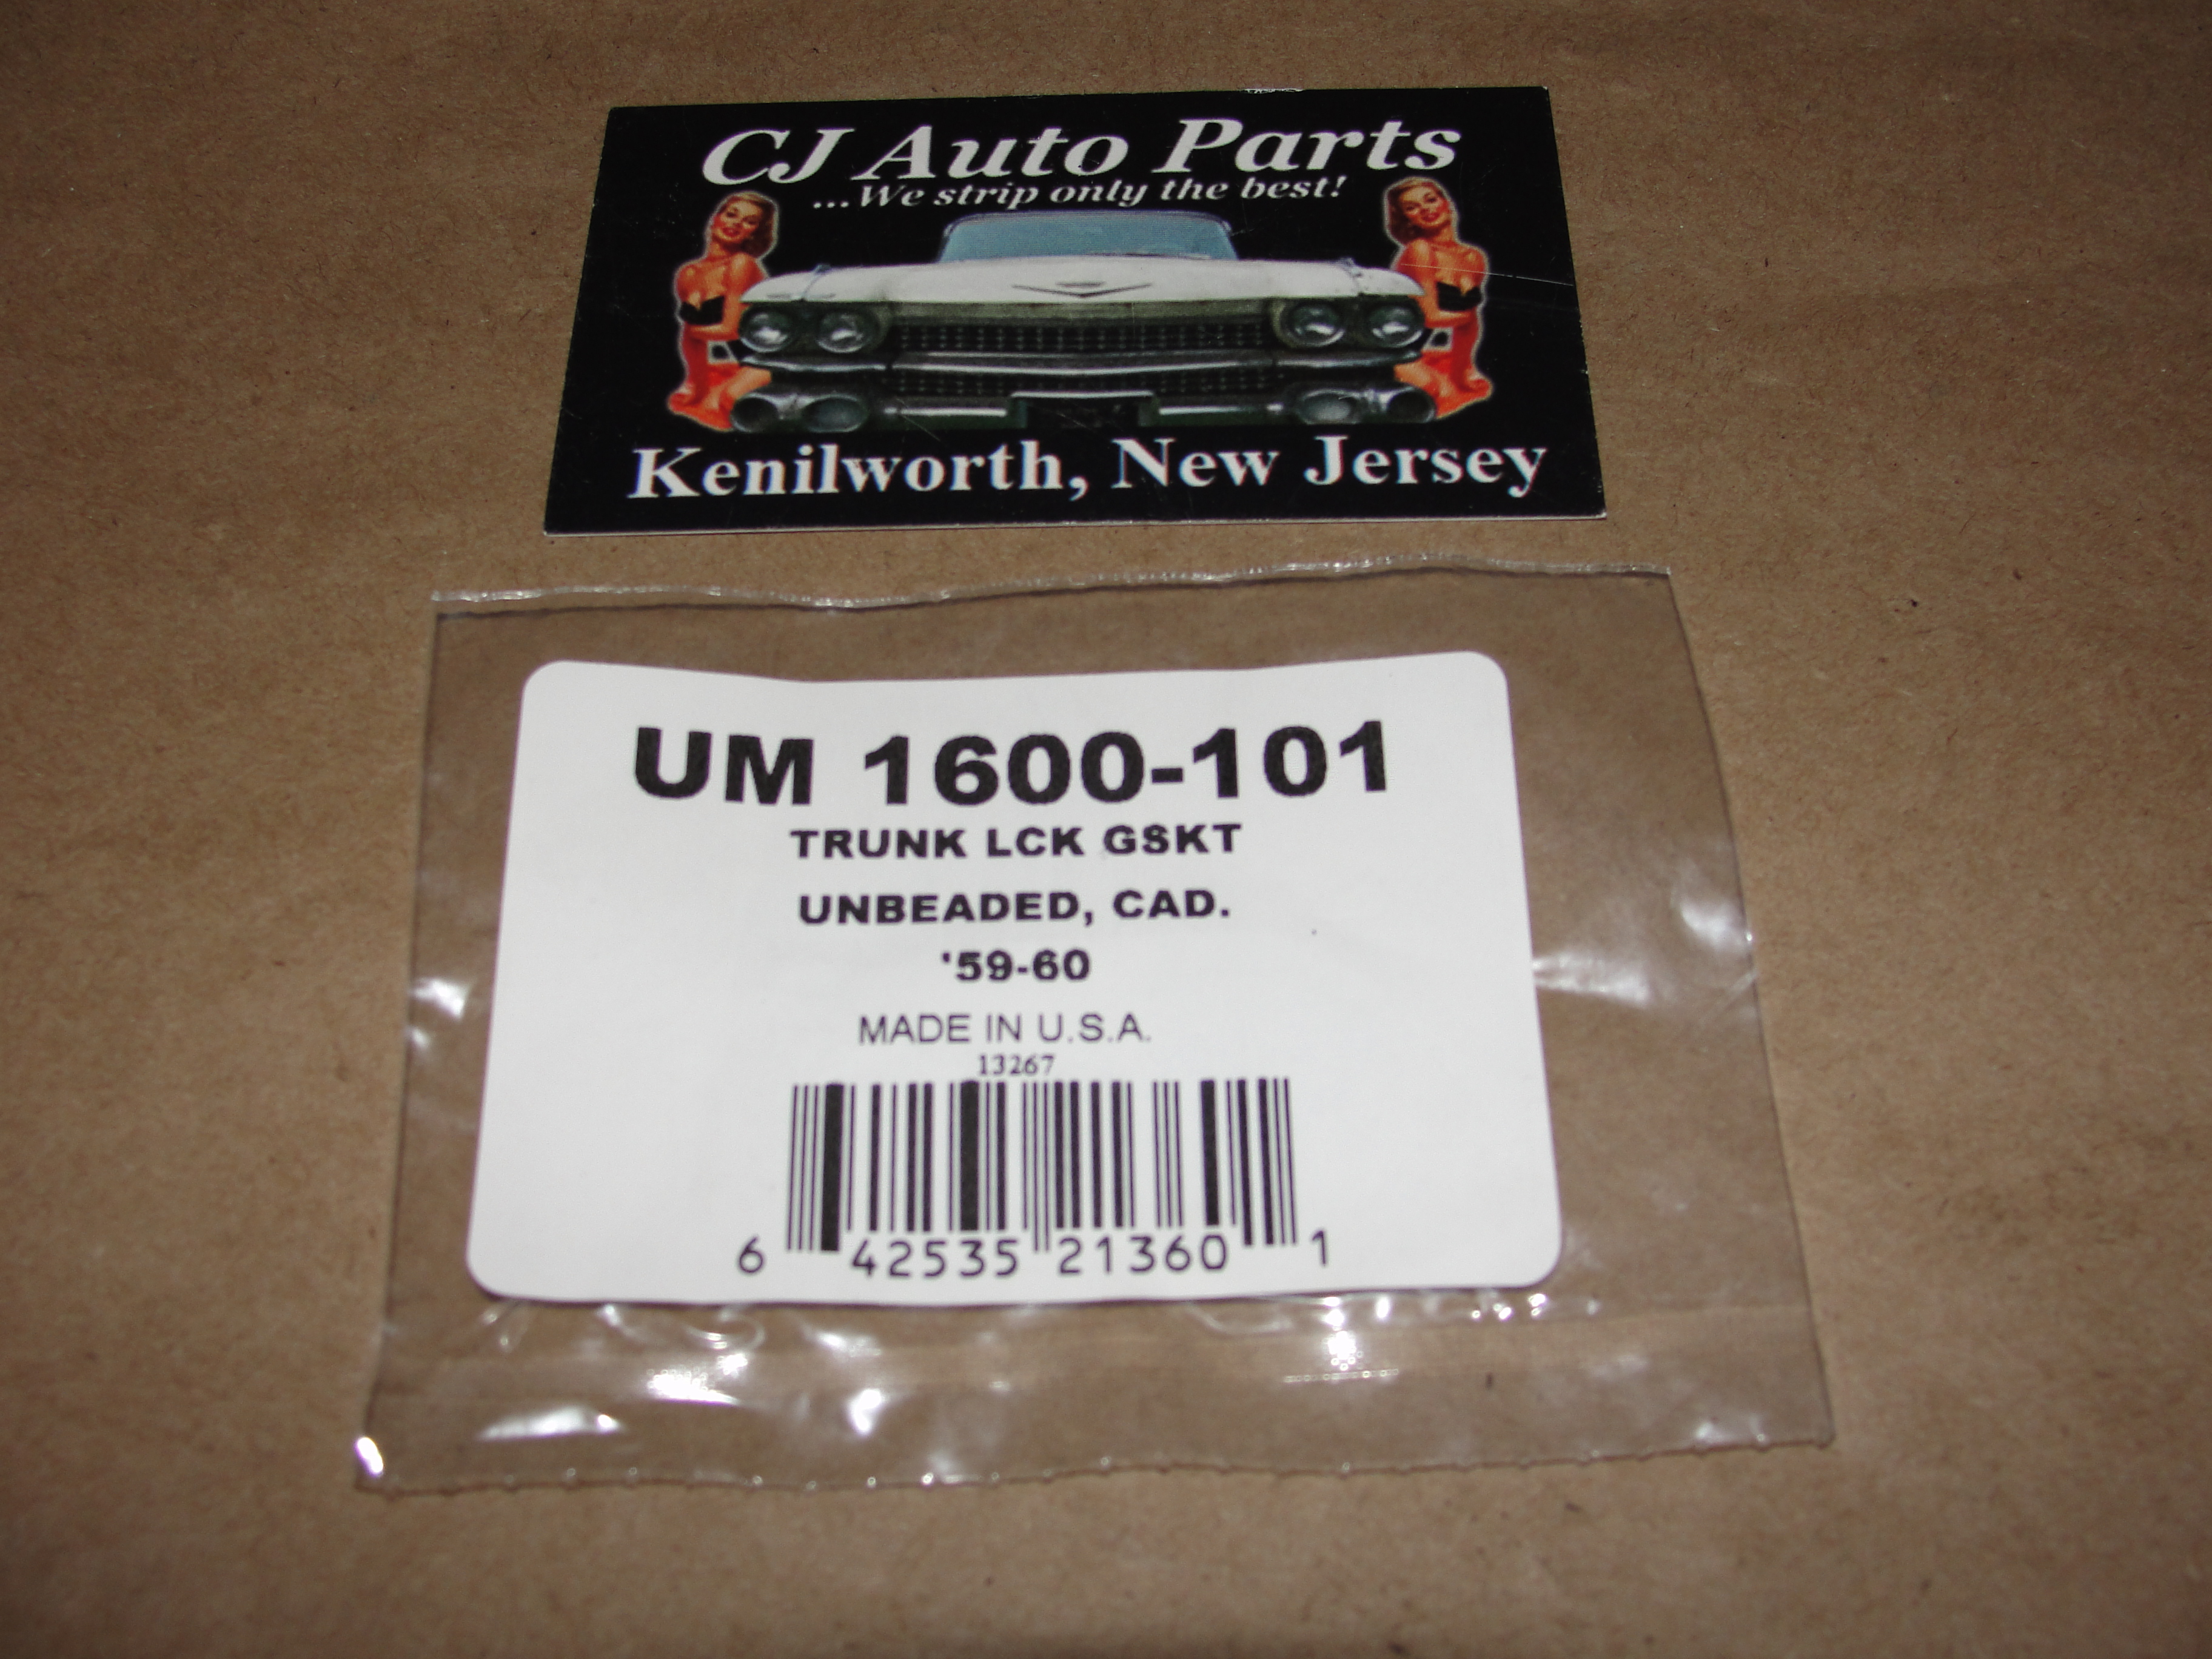 CJ Auto Parts
...We strip only the best!
Kenilworth, New Jersey
UM 1600-101
TRUNK LCK GSKT
UNBEADED, CAD.
'59-60
MADE IN U.S.A.
13267
6 42535 21360 1